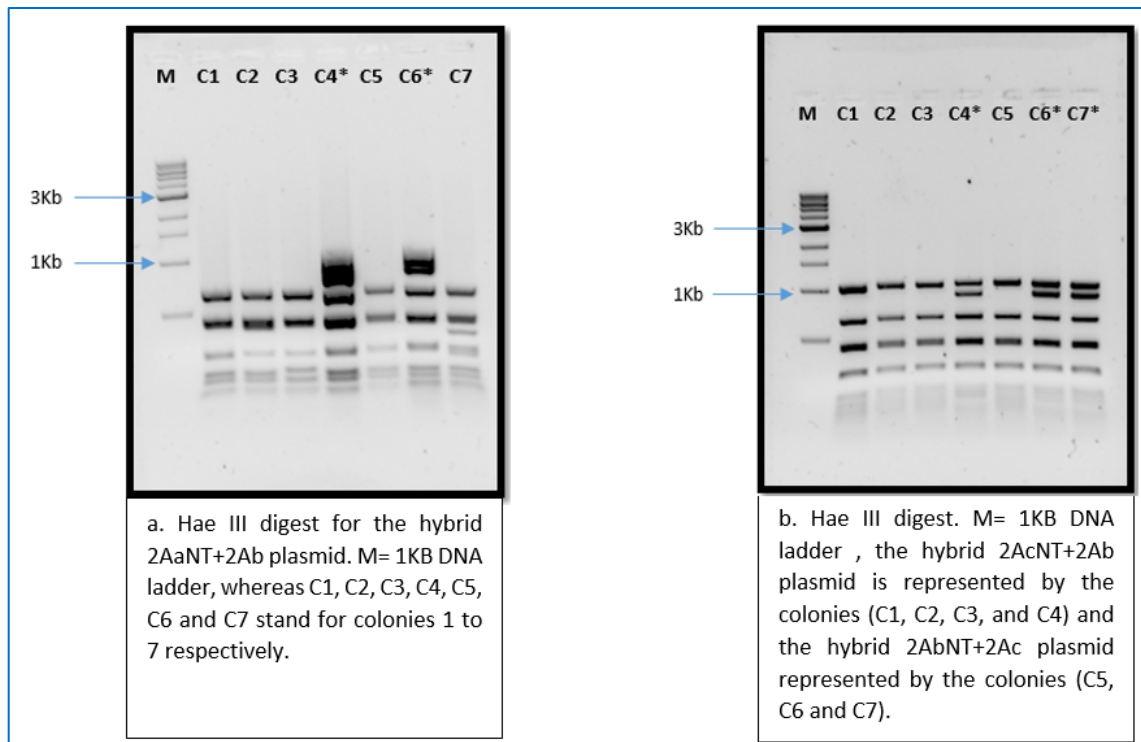 M C1 C2 C3 C4* C5 C6* C7
3Kb
1Kb
a. Hae III digest for the hybrid
2AaNT+2Ab plasmid. M= 1KB DNA
ladder, whereas C1, C2, C3, C4, C5,
C6 and C7 stand for colonies 1 to
7 respectively.
M C1 C2 C3 C4* C5 C6* C7*
3Kb
1Kb
b. Hae III digest. M= 1KB DNA
ladder , the hybrid 2AcNT+2Ab
plasmid is represented by the
colonies (C1, C2, C3, and C4) and
the hybrid 2AbNT+2Ac plasmid
represented by the colonies (C5,
C6 and C7).